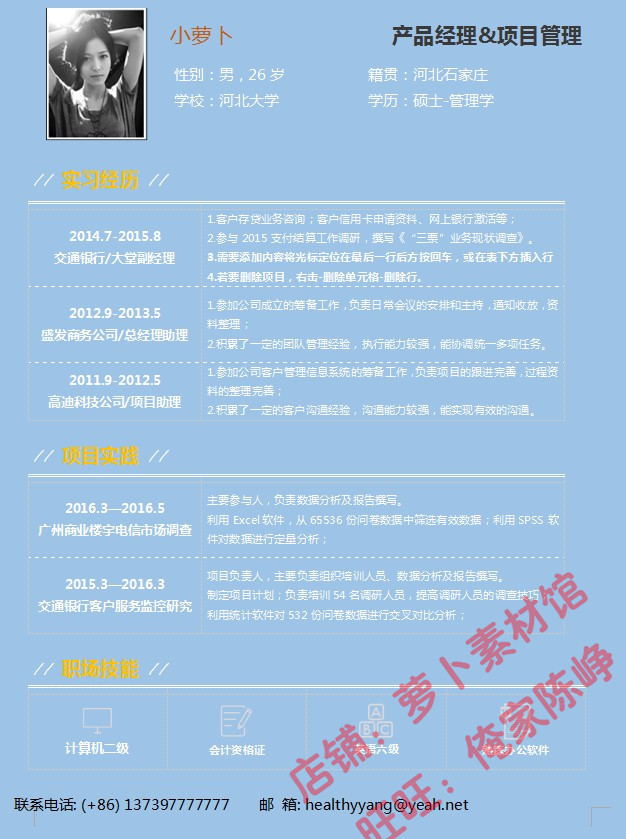 小萝卜
产品经理&项目管理
性别：男，26 岁
籍贯：河北石家庄
学校：河北大学
学历：硕士-管理学
// 实习经历 //
2014.7-2015.8
交通银行/大堂副经理
1.客户存贷业务咨询；客户信用卡申请资料、网上银行激活等；
2.参与 2015 支付结算工作调研，撰写《“三票”业务现状调查》。
3.需要添加内容将光标定位在最后一行后方按回车，或在表下方插入行
4.若要删除项目，右击-删除单元格-删除行。
2012.9-2013.5
盛发商务公司/总经理助理
1.参加公司成立的筹备工作，负责日常会议的安排和主持，通知收放，资
料整理；
2.积累了一定的团队管理经验，执行能力较强，能协调统一多项任务。
2011.9-2012.5
高迪科技公司/项目助理
1.参加公司客户管理信息系统的筹备工作，负责项目的跟进完善，过程资
料的整理完善；
2.积累了一定的客户沟通经验，沟通能力较强，能实现有效的沟通。
// 项目实践 //
2016.3—2016.5
广州商业楼宇电信市场调查
主要参与人，负责数据分析及报告撰写。
利用 Excel 软件，从 65536 份问卷数据中筛选有效数据；利用 SPSS 软
件对数据进行定量分析；
2015.3—2016.3
交通银行客户服务监控研究
项目负责人，主要负责组织培训人员、数据分析及报告撰写。
制定项目计划；负责培训 54 名调研人员，提高调研人员的调查技巧；
利用统计软件对 532 份问卷数据进行交叉对比分析；
// 职场技能 //
计算机二级
会计资格证
A
B C
英语六级
办公软件
店铺：萝卜素材馆
旺旺：俺家陈峥
联系电话: (+86) 137397777777
邮 箱: healthyyang@yeah.net